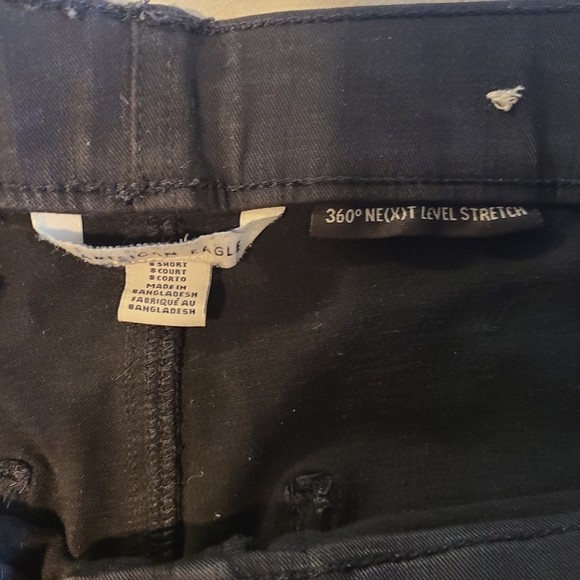 AMERICAN EAGLE
8 SHORT
8 COURT
8 CORTO
MADE IN
BANGLADESH
FABRIQUÉ AU
BANGLADESH
360° NE(X)T LEVEL STRETCH